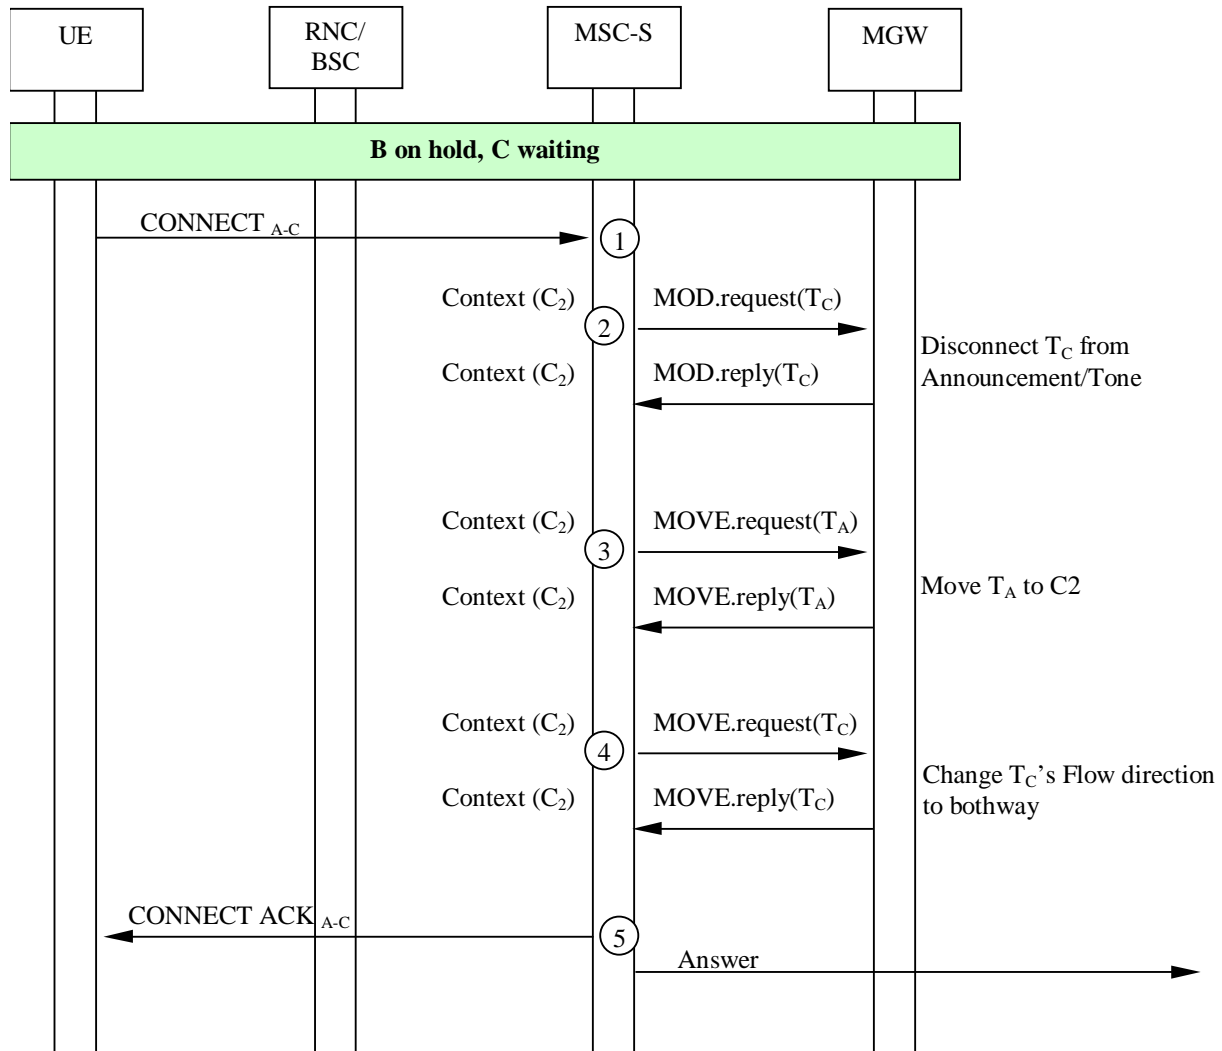 UE
RNC/
BSC
MSC-S
MGW
B on hold, C waiting
CONNECT A-C
1
Context (C2)
MOD.request(TC)
2
Disconnect TC from
Announcement/Tone
Context (C2)
MOD.reply(TC)
Context (C2)
MOVE.request(TA)
3
Move TA to C2
Context (C2)
MOVE.reply(TA)
Context (C2)
MOVE.request(TC)
4
Change TC’s Flow direction
to bothway
Context (C2)
MOVE.reply(TC)
CONNECT ACK A-C
5
Answer